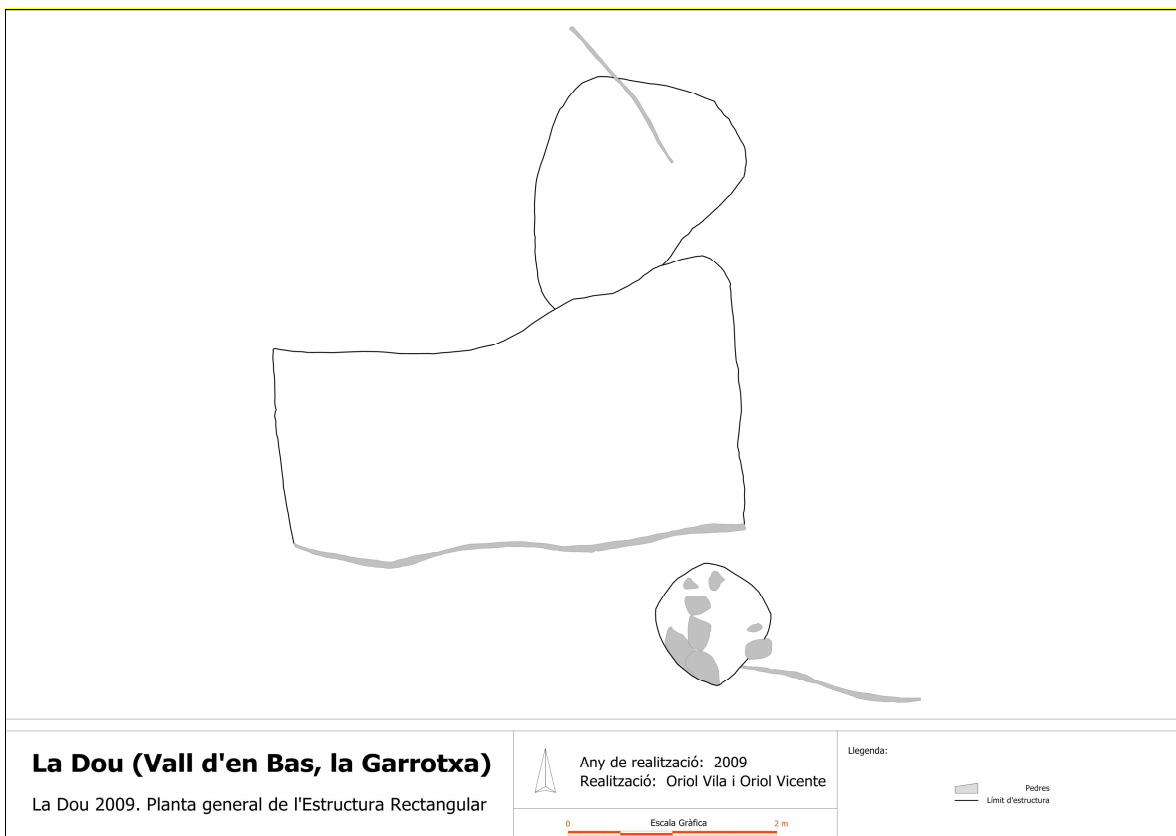 La Dou (Vall d'en Bas, la Garrotxa)
La Dou 2009. Planta general de l'Estructura Rectangular
Any de realització: 2009
Realització: Oriol Vila i Oriol Vicente
0 Escala Gràfica 2 m
Llegenda:
Pedres
Límit d'estructura